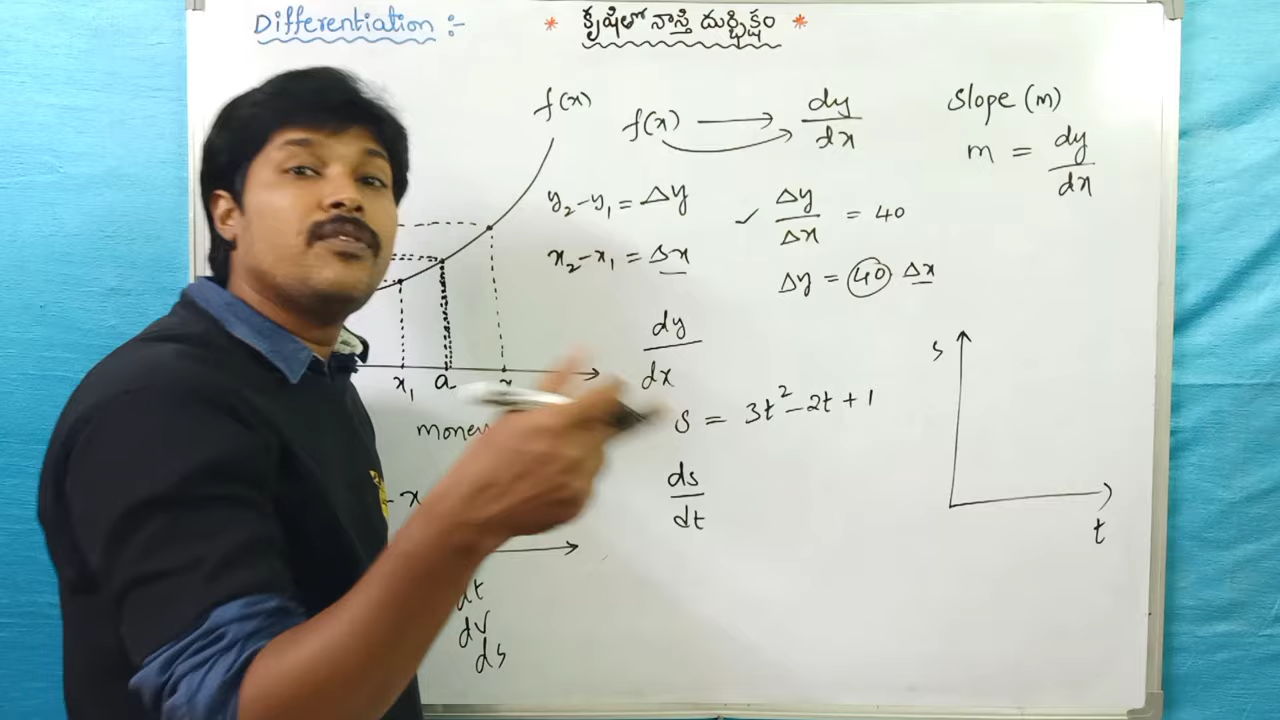 Differentiation :-
* కృషితో నాస్తి దుర్భిక్షం *
f(x)
f(x) → dy/dx
Slope (m)
m = dy/dx
y₂-y₁ = Δy
✓ Δy/Δx = 40
x₂-x₁ = Δx
Δy = 40 Δx
dy/dx
s
x₁ a
S = 3t²-2t+1
ds/dt
t
- x
dt
dv
ds